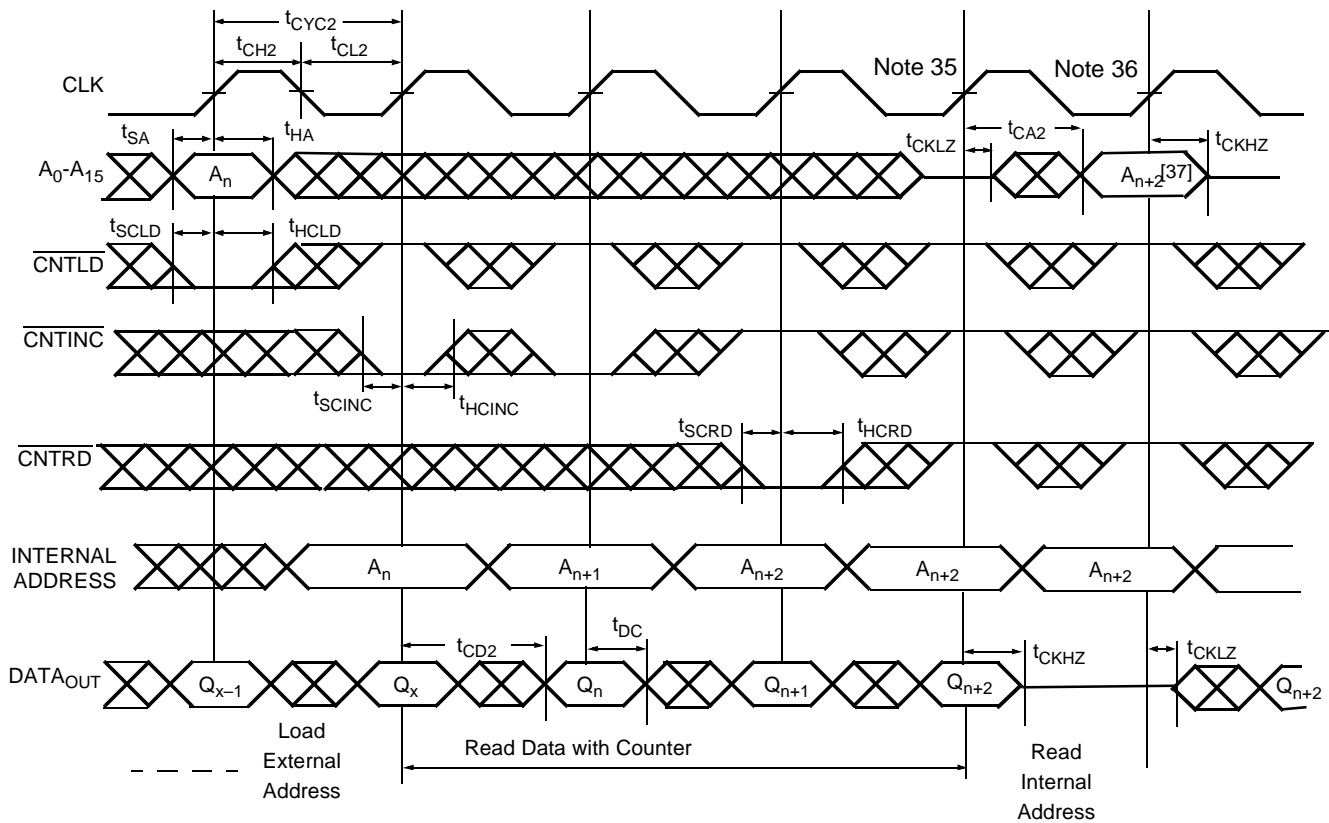 tCYC2
tCH2 tCL2
CLK Note 35 Note 36
tSA tHA tCKLZ tCA2 tCKHZ
A0-A15 An An+2[37]
tSCLD tHCLD
CNTLD
CNTINC
tSCINC tHCINC
tSCRD tHCRD
CNTRD
INTERNAL
ADDRESS An An+1 An+2 An+2 An+2
tCD2 tDC tCKHZ tCKLZ
DATAOUT Qx–1 Qx Qn Qn+1 Qn+2 Qn+2
Load
External
Address
Read Data with Counter
Read
Internal
Address